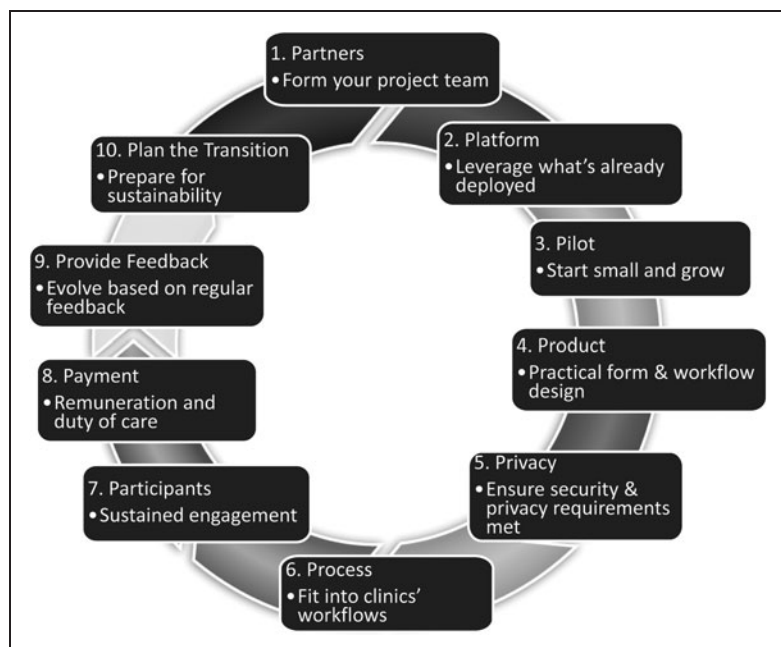 1. Partners
• Form your project team
2. Platform
• Leverage what's already
deployed
3. Pilot
• Start small and grow
4. Product
• Practical form & workflow
design
5. Privacy
• Ensure security &
privacy requirements
met
6. Process
• Fit into clinics'
workflows
7. Participants
• Sustained engagement
8. Payment
• Remuneration and
duty of care
9. Provide Feedback
• Evolve based on regular
feedback
10. Plan the Transition
• Prepare for
sustainability